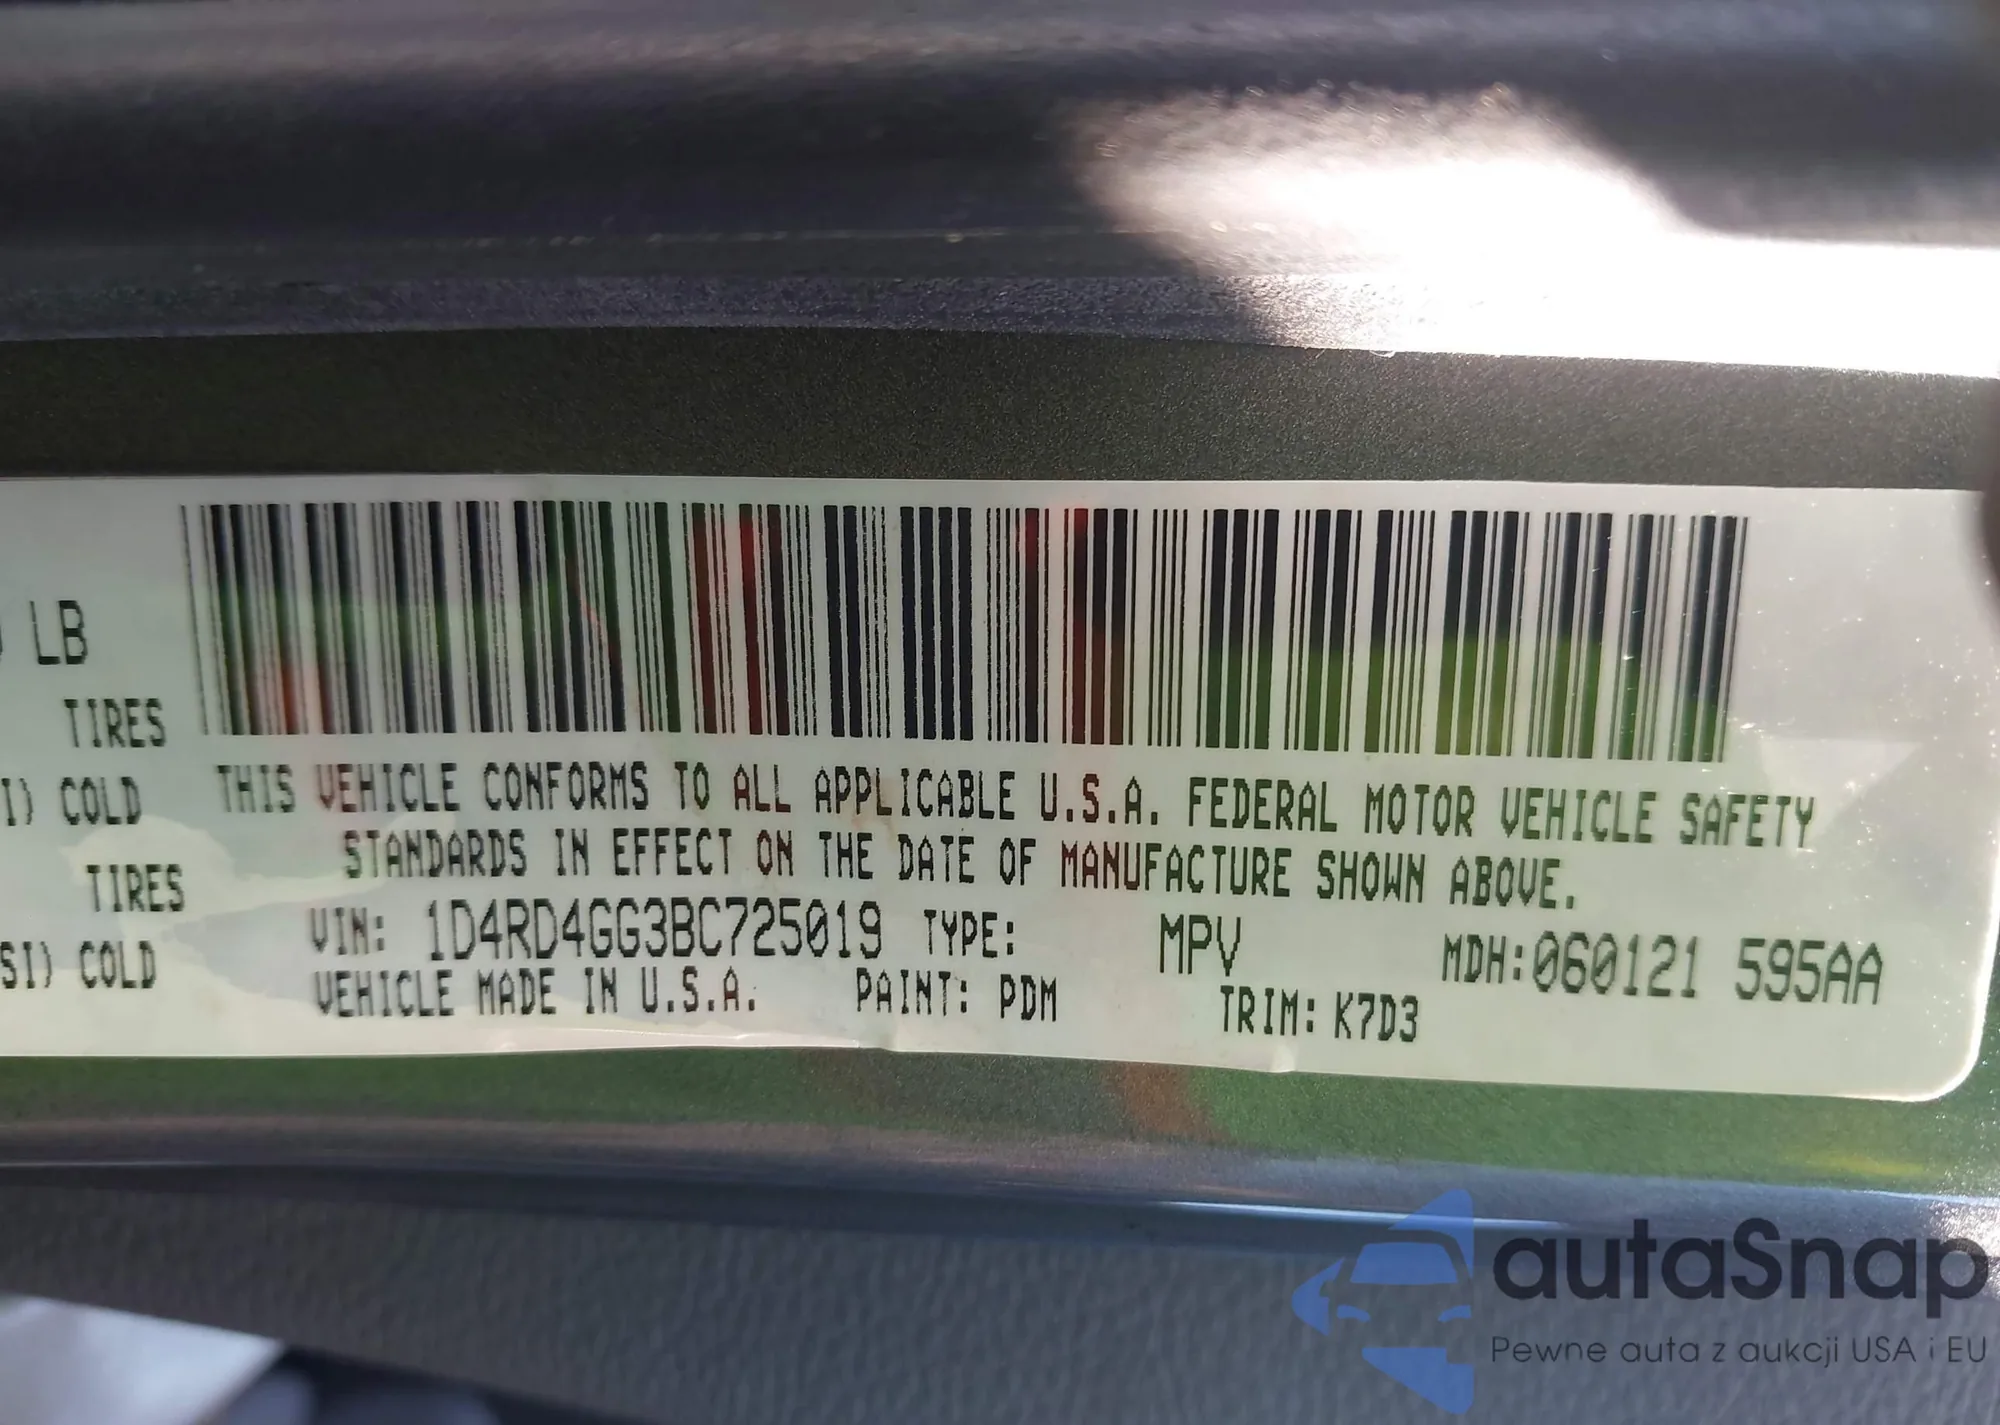 LB
TIRES
I) COLD
TIRES
SI) COLD
THIS VEHICLE CONFORMS TO ALL APPLICABLE U.S.A. FEDERAL MOTOR VEHICLE SAFETY
STANDARDS IN EFFECT ON THE DATE OF MANUFACTURE SHOWN ABOVE.
VIN: 1D4RD4GG3BC725019 TYPE: MPV MDH:060121 595AA
VEHICLE MADE IN U.S.A. PAINT: PDM TRIM: K7D3
autaSnap
Pewne auta z aukcji USA i EU